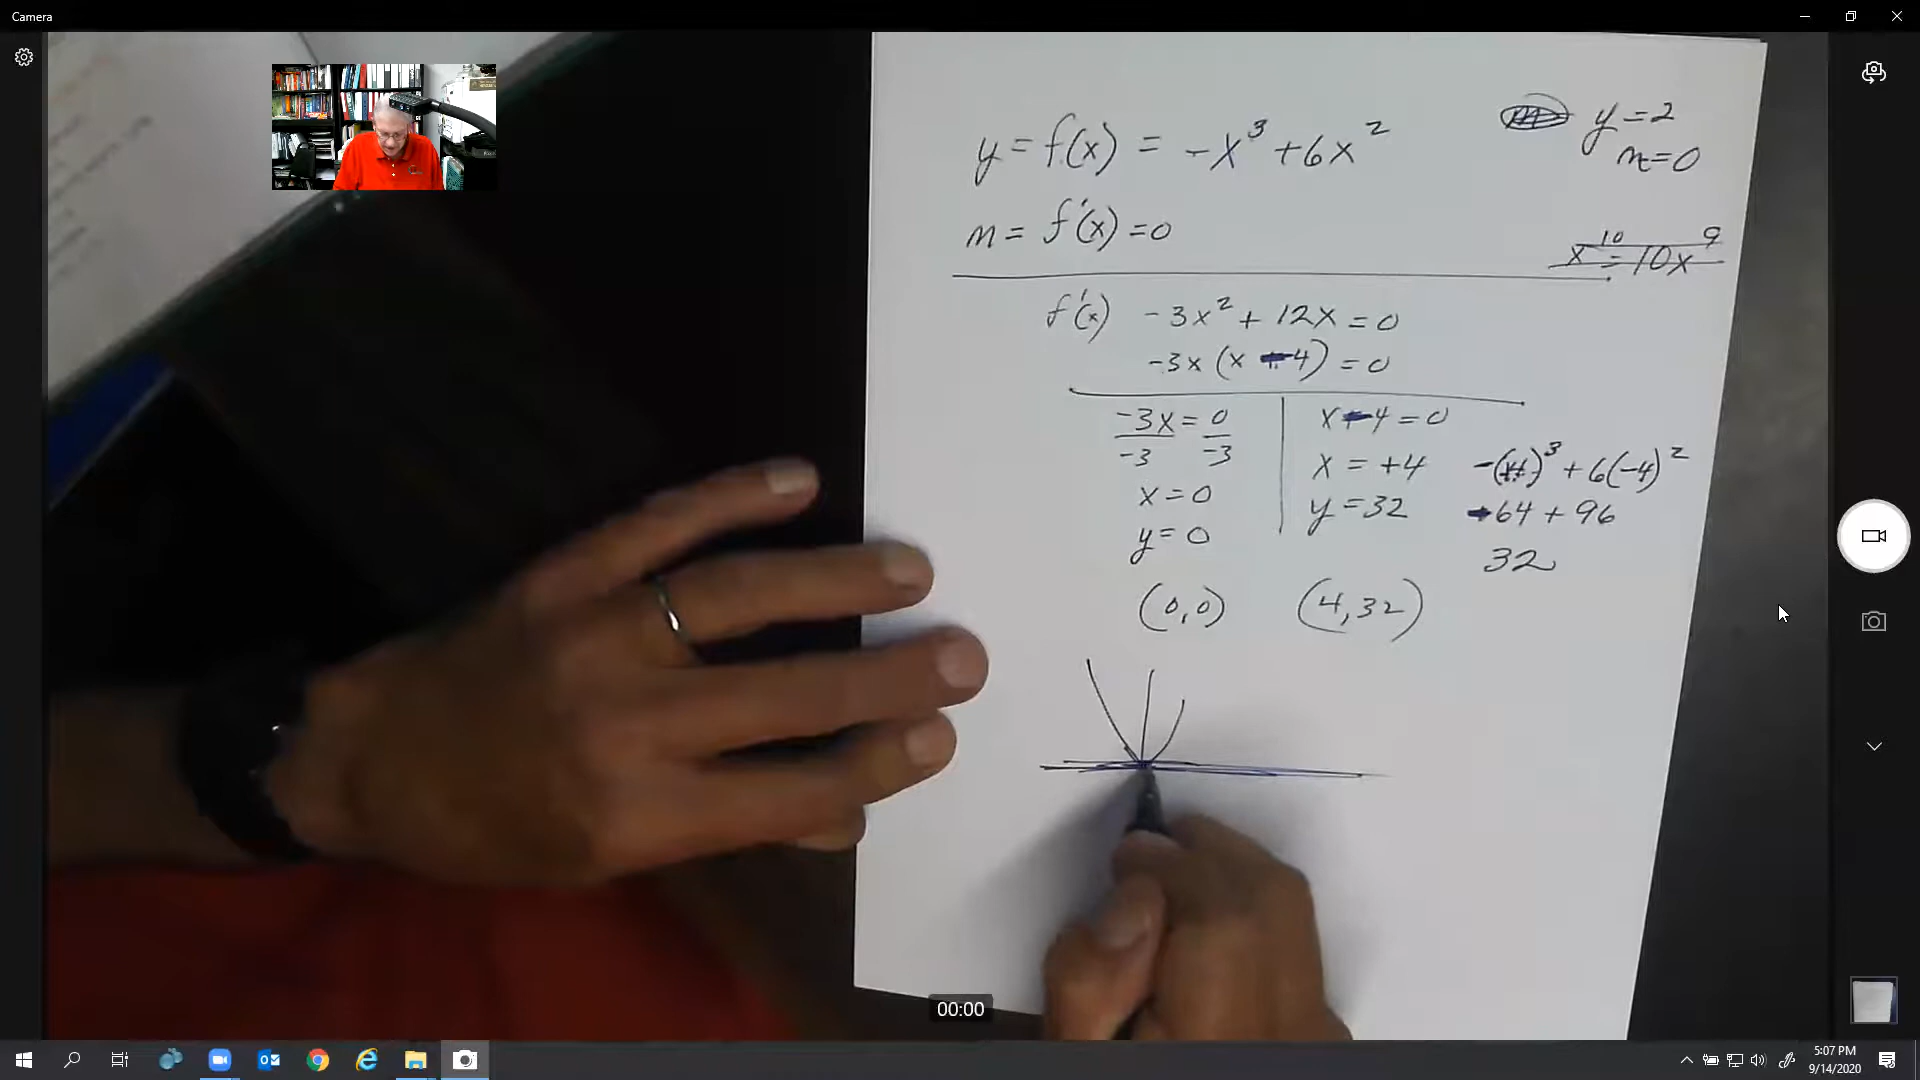 Camera
y = f(x) = -x³ + 6x²
y = 2
m = 0
m = f'(x) = 0
x¹⁰ = 10x⁹
f'(x) -3x² + 12x = 0
-3x (x - 4) = 0
-3x = 0
-3 -3
x = 0
y = 0
x - 4 = 0
x = +4
y = 32
-(4)³ + 6(-4)²
-64 + 96
32
(0,0) (4,32)
00:00
5:07 PM
9/14/2020